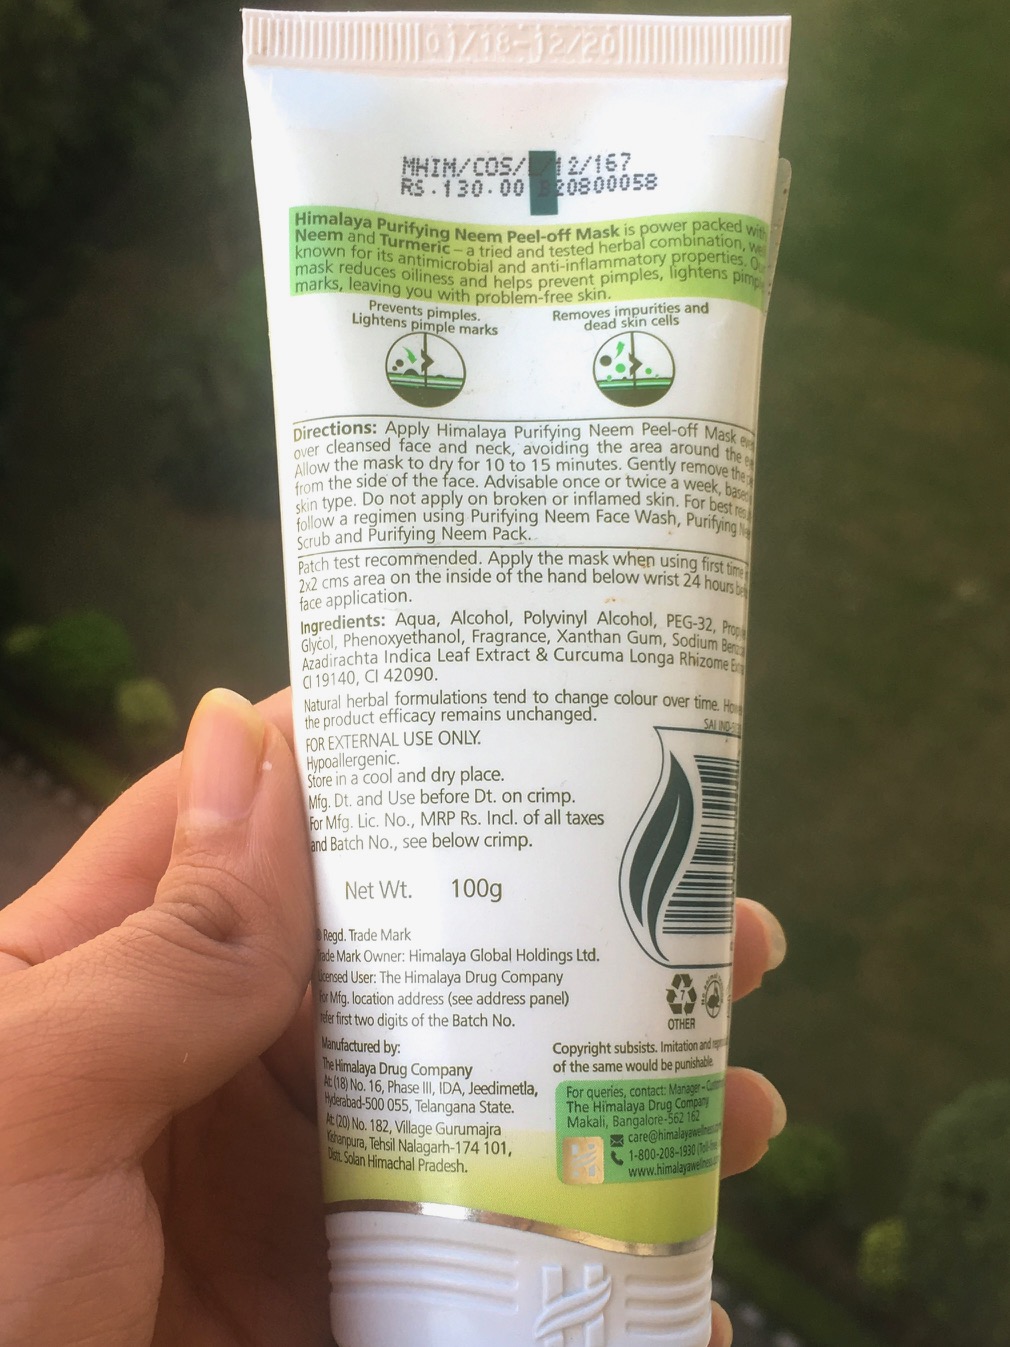 01/18-12/20
MHIM/COS/L/12/167
RS.130.00 B20800058
Himalaya Purifying Neem Peel-off Mask is power packed with
Neem and Turmeric – a tried and tested herbal combination,
known for its antimicrobial and anti-inflammatory properties.
mask reduces oiliness and helps prevent pimples, lightens
marks, leaving you with problem-free skin.
Prevents pimples.
Lightens pimple marks
Removes impurities and
dead skin cells
Directions: Apply Himalaya Purifying Neem Peel-off Mask
over cleansed face and neck, avoiding the area around the
Allow the mask to dry for 10 to 15 minutes. Gently remove the
from the side of the face. Advisable once or twice a week,
skin type. Do not apply on broken or inflamed skin. For best
follow a regimen using Purifying Neem Face Wash, Purifying
Scrub and Purifying Neem Pack.
Patch test recommended. Apply the mask when using first time
2x2 cms area on the inside of the hand below wrist 24 hours
face application.
Ingredients: Aqua, Alcohol, Polyvinyl Alcohol, PEG-32,
Glycol, Phenoxyethanol, Fragrance, Xanthan Gum, Sodium
Azadirachta Indica Leaf Extract & Curcuma Longa Rhizome
CI 19140, CI 42090.
Natural herbal formulations tend to change colour over time.
the product efficacy remains unchanged.
FOR EXTERNAL USE ONLY.
Hypoallergenic.
Store in a cool and dry place.
Mfg. Dt. and Use before Dt. on crimp.
For Mfg. Lic. No., MRP Rs. Incl. of all taxes
and Batch No., see below crimp.
Net Wt. 100g
® Regd. Trade Mark
Trade Mark Owner: Himalaya Global Holdings Ltd.
Licensed User: The Himalaya Drug Company
For Mfg. location address (see address panel)
refer first two digits of the Batch No.
7
OTHER
Manufactured by:
The Himalaya Drug Company
At: (18) No. 16, Phase III, IDA, Jeedimetla,
Hyderabad-500 055, Telangana State.
At: (20) No. 182, Village Gurumajra
Kishanpura, Tehsil Nalagarh-174 101,
Distt. Solan Himachal Pradesh.
Copyright subsists. Imitation and
of the same would be punishable.
For queries, contact: Manager –
The Himalaya Drug Company
Makali, Bangalore-562 162
care@himalayawellness
1-800-208-1930
www.himalayawellness